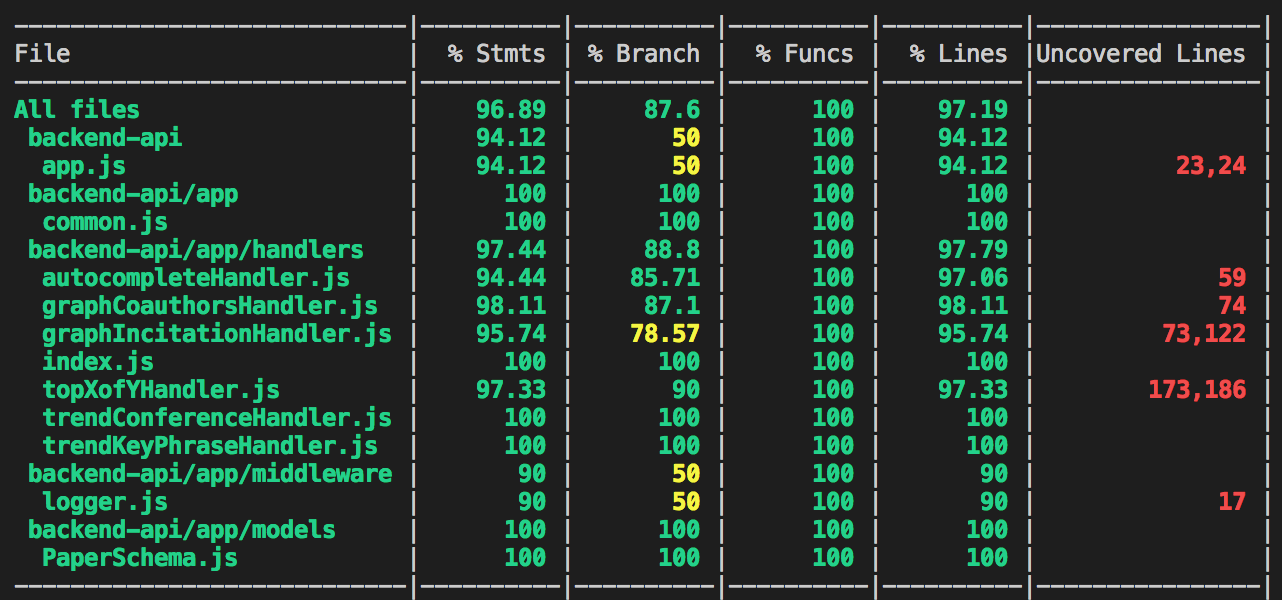 File | % Stmts | % Branch | % Funcs | % Lines |Uncovered Lines |
All files | 96.89 | 87.6 | 100 | 97.19 | |
backend-api | 94.12 | 50 | 100 | 94.12 | |
app.js | 94.12 | 50 | 100 | 94.12 | 23,24 |
backend-api/app | 100 | 100 | 100 | 100 | |
common.js | 100 | 100 | 100 | 100 | |
backend-api/app/handlers | 97.44 | 88.8 | 100 | 97.79 | |
autocompleteHandler.js | 94.44 | 85.71 | 100 | 97.06 | 59 |
graphCoauthorsHandler.js | 98.11 | 87.1 | 100 | 98.11 | 74 |
graphIncitationHandler.js | 95.74 | 78.57 | 100 | 95.74 | 73,122 |
index.js | 100 | 100 | 100 | 100 | |
topXofYHandler.js | 97.33 | 90 | 100 | 97.33 | 173,186 |
trendConferenceHandler.js | 100 | 100 | 100 | 100 | |
trendKeyPhraseHandler.js | 100 | 100 | 100 | 100 | |
backend-api/app/middleware | 90 | 50 | 100 | 90 | |
logger.js | 90 | 50 | 100 | 90 | 17 |
backend-api/app/models | 100 | 100 | 100 | 100 | |
PaperSchema.js | 100 | 100 | 100 | 100 | |